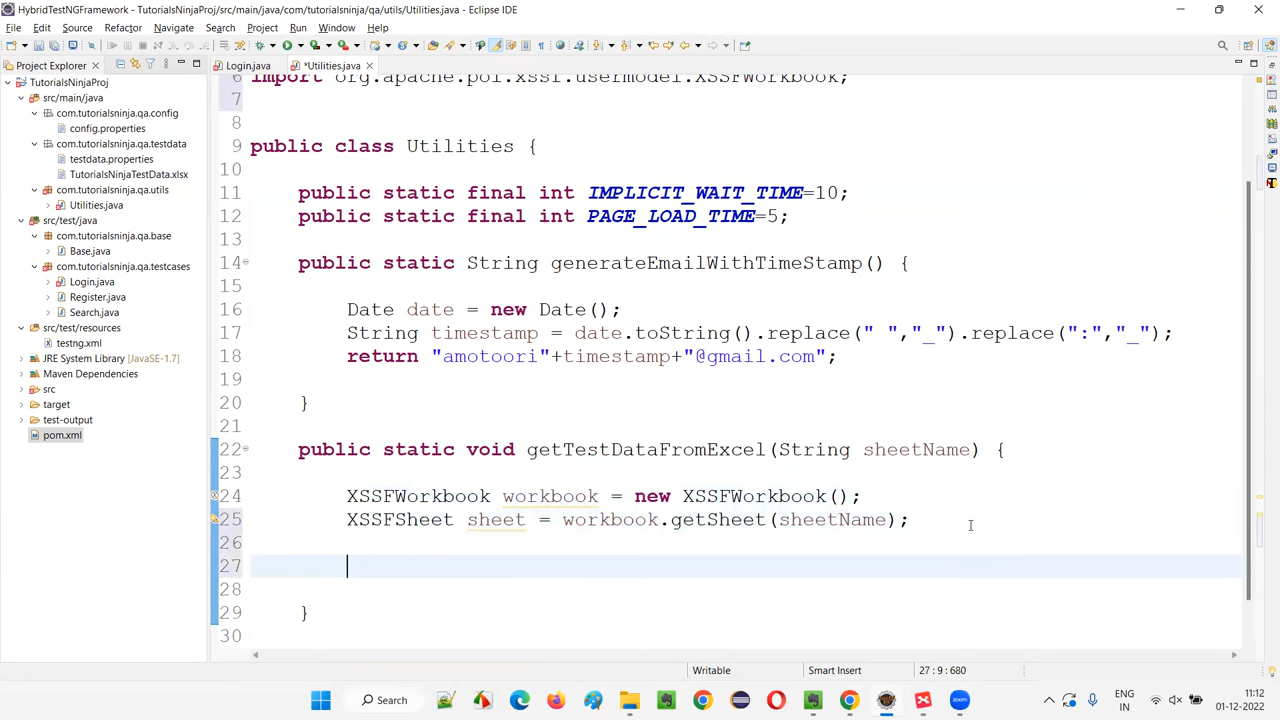 HybridTestNGFramework - TutorialsNinjaProj/src/main/java/com/tutorialsninja/qa/utils/Utilities.java - Eclipse IDE
File Edit Source Refactor Navigate Search Project Run Window Help
Project Explorer
Login.java
*Utilities.java
TutorialsNinjaProj
src/main/java
com.tutorialsninja.qa.config
config.properties
com.tutorialsninja.qa.testdata
testdata.properties
TutorialsNinjaTestData.xlsx
com.tutorialsninja.qa.utils
Utilities.java
src/test/java
com.tutorialsninja.qa.base
Base.java
com.tutorialsninja.qa.testcases
Login.java
Register.java
Search.java
src/test/resources
testng.xml
JRE System Library [JavaSE-1.7]
Maven Dependencies
src
target
test-output
pom.xml
6 import org.apache.poi.xssf.usermodel.XSSFWorkbook;
7
8
9 public class Utilities {
10
11 public static final int IMPLICIT_WAIT_TIME=10;
12 public static final int PAGE_LOAD_TIME=5;
13
14 public static String generateEmailWithTimeStamp() {
15
16 Date date = new Date();
17 String timestamp = date.toString().replace(" ","_").replace(":","_");
18 return "amotoori"+timestamp+"@gmail.com";
19
20 }
21
22 public static void getTestDataFromExcel(String sheetName) {
23
24 XSSFWorkbook workbook = new XSSFWorkbook();
25 XSSFSheet sheet = workbook.getSheet(sheetName);
26
27
28
29 }
30
Writable Smart Insert 27 : 9 : 680
Search
ENG
IN
11:12
01-12-2022